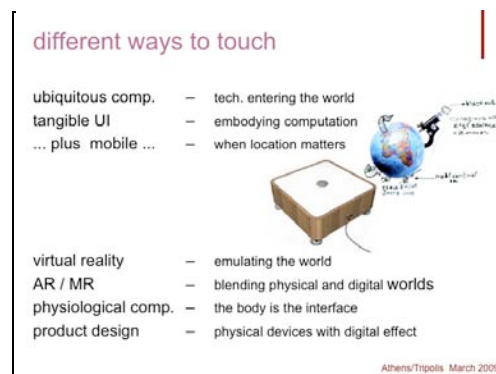 different ways to touch
ubiquitous comp. – tech. entering the world
tangible UI – embodying computation
... plus mobile ... – when location matters
virtual reality – emulating the world
AR / MR – blending physical and digital worlds
physiological comp. – the body is the interface
product design – physical devices with digital effect
Athens/Tripolis March 2009